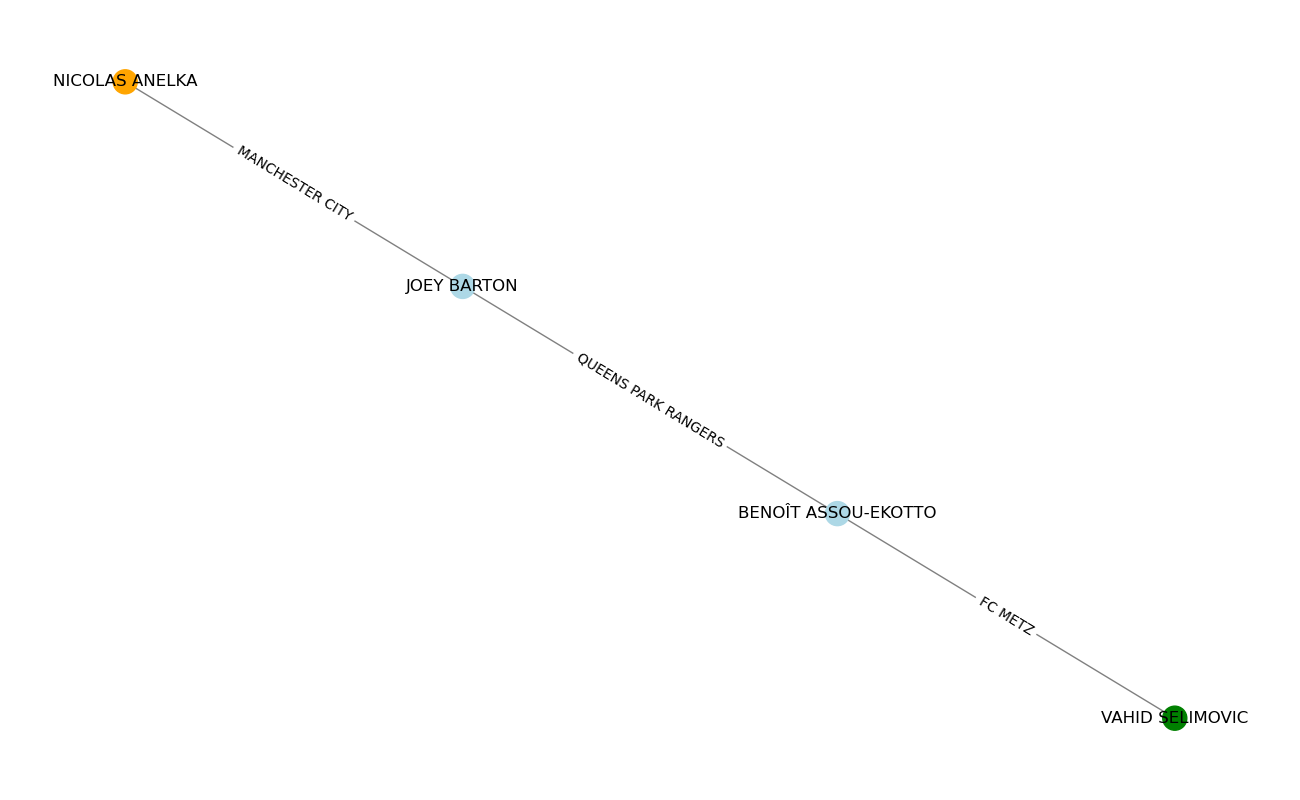 NICOLAS ANELKA
MANCHESTER CITY
JOEY BARTON
QUEENS PARK RANGERS
BENOÎT ASSOU-EKOTTO
FC METZ
VAHID SELIMOVIC